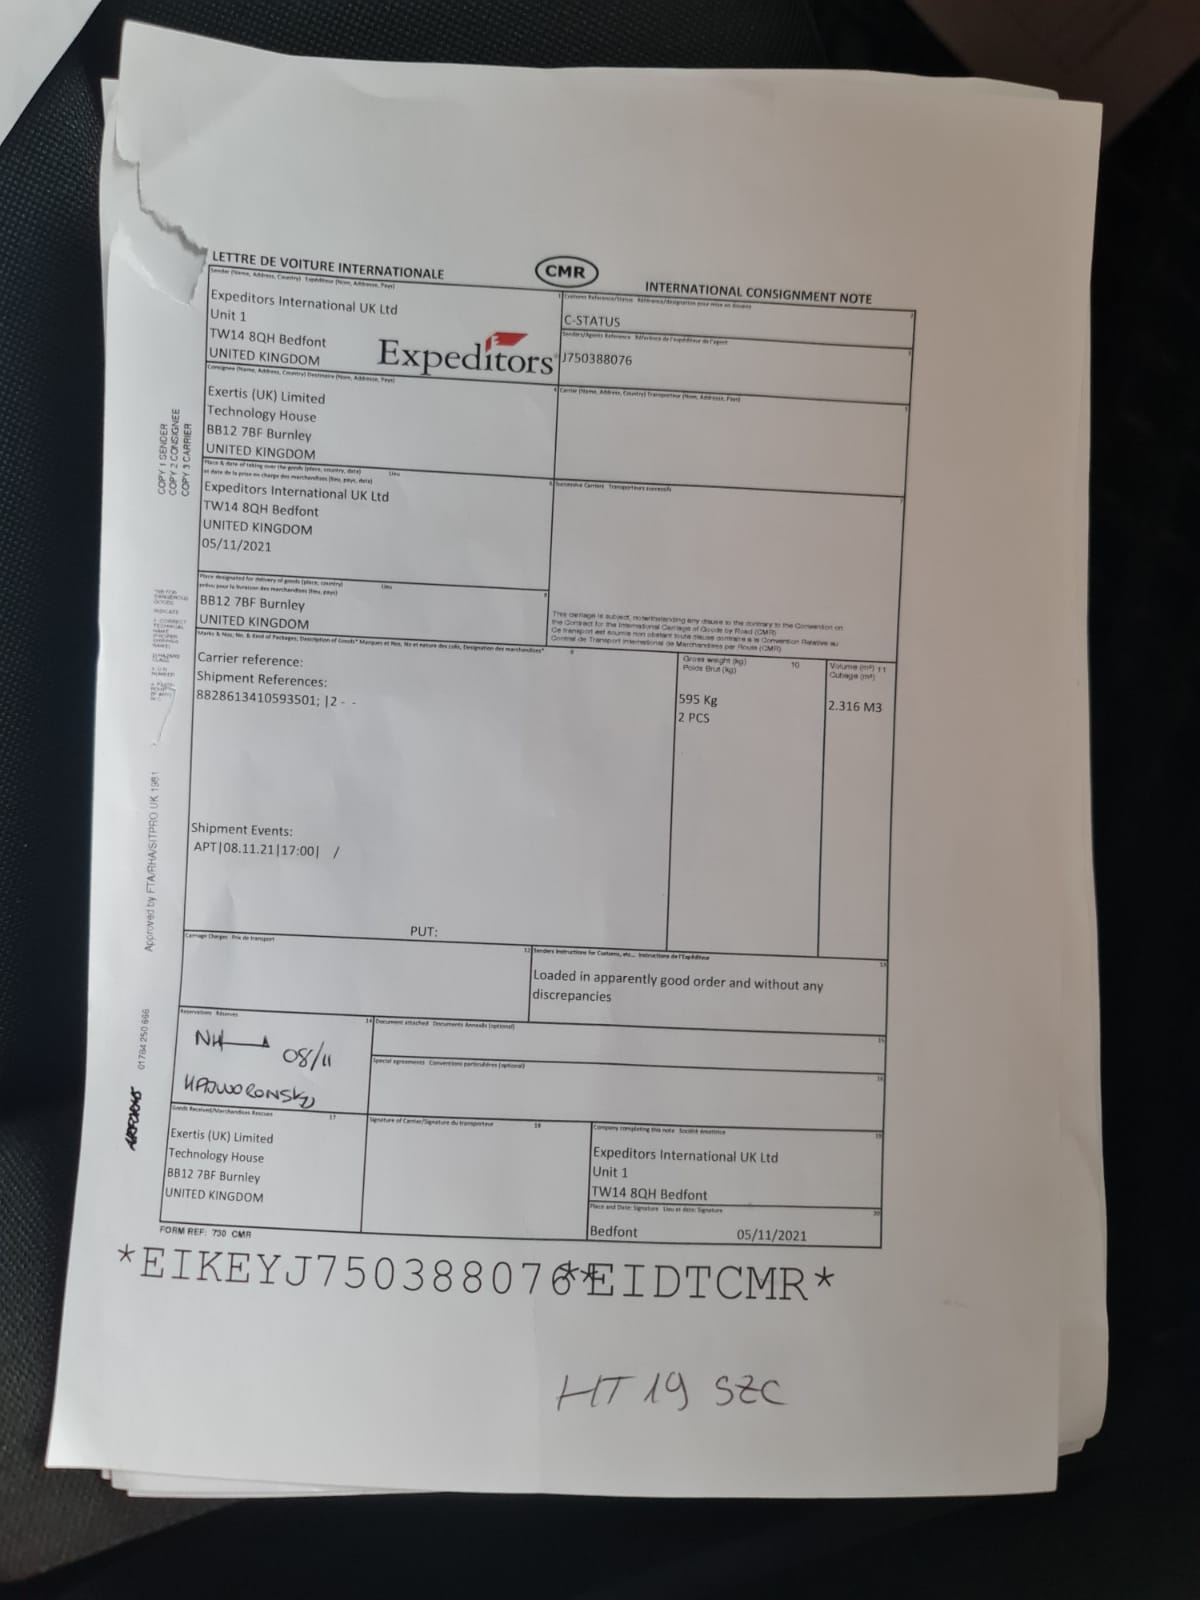 LETTRE DE VOITURE INTERNATIONALE
CMR
INTERNATIONAL CONSIGNMENT NOTE
Sender (Name, Address, Country) Expéditeur (Nom, Addresse, Pays)
Expeditors International UK Ltd
Unit 1
TW14 8QH Bedfont
UNITED KINGDOM
Expeditors
1 Customs Reference/Status Référence/désignation pour mise en douane 2
C-STATUS
Senders/Agents Reference Référence de l'expéditeur de l'agent 3
J750388076
Consignee (Name, Address, Country) Destinaire (Nom, Addresse, Pays)
Exertis (UK) Limited
Technology House
BB12 7BF Burnley
UNITED KINGDOM
4 Carrier (Name, Address, Country) Transporteur (Nom, Addresse, Pays) 5
Place & date of taking over the goods (place, country, date) Lieu
et date de la prise en charge des marchandises (lieu, pays, date)
Expeditors International UK Ltd
TW14 8QH Bedfont
UNITED KINGDOM
05/11/2021
6 Successive Carriers Transporteurs successifs 7
Place designated for delivery of goods (place, country) Lieu
prévu pour la livraison des marchandises (lieu, pays) 8
BB12 7BF Burnley
UNITED KINGDOM
This carriage is subject, notwithstanding any clause to the contrary to the Convention on
the Contract for the International Carriage of Goods by Road (CMR)
Ce transport est soumis non obstant toute clause contraire a la Convention Relative au
Contrat de Transport International de Marchandises par Route (CMR)
Marks & Nos, No. & Kind of Packages, Description of Goods* Marques et Nos, No et nature des colis, Designation des marchandises* 9
Gross weight (kg) 10
Poids Brut (kg)
Volume (m³) 11
Cubage (m³)
Carrier reference:
Shipment References:
8828613410593501; |2 - -
595 Kg
2 PCS
2.316 M3
Shipment Events:
APT|08.11.21|17:00| /
PUT:
Carriage Charges Prix de transport
12 Senders Instructions for Customs, etc... Instructions de l'Expéditeur 13
Loaded in apparently good order and without any
discrepancies
Reservations Réserves
14 Document attached Documents Annexés (optional) 15
08/11
Special agreements Conventions particulières (optional) 16
Goods Received/Marchandises Recues 17
Exertis (UK) Limited
Technology House
BB12 7BF Burnley
UNITED KINGDOM
Signature of Carrier/Signature du transporteur 18
Company completing this note Société émettrice 19
Expeditors International UK Ltd
Unit 1
TW14 8QH Bedfont
Place and Date: Signature Lieu et date: Signature 20
Bedfont 05/11/2021
FORM REF: 730 CMR
*EIKEYJ750388076*
*EIDTCMR*
HT 19 SZC
COPY 1 SENDER
COPY 2 CONSIGNEE
COPY 3 CARRIER
Approved by FTA/RHA/SITPRO UK 1981
01784 250 666